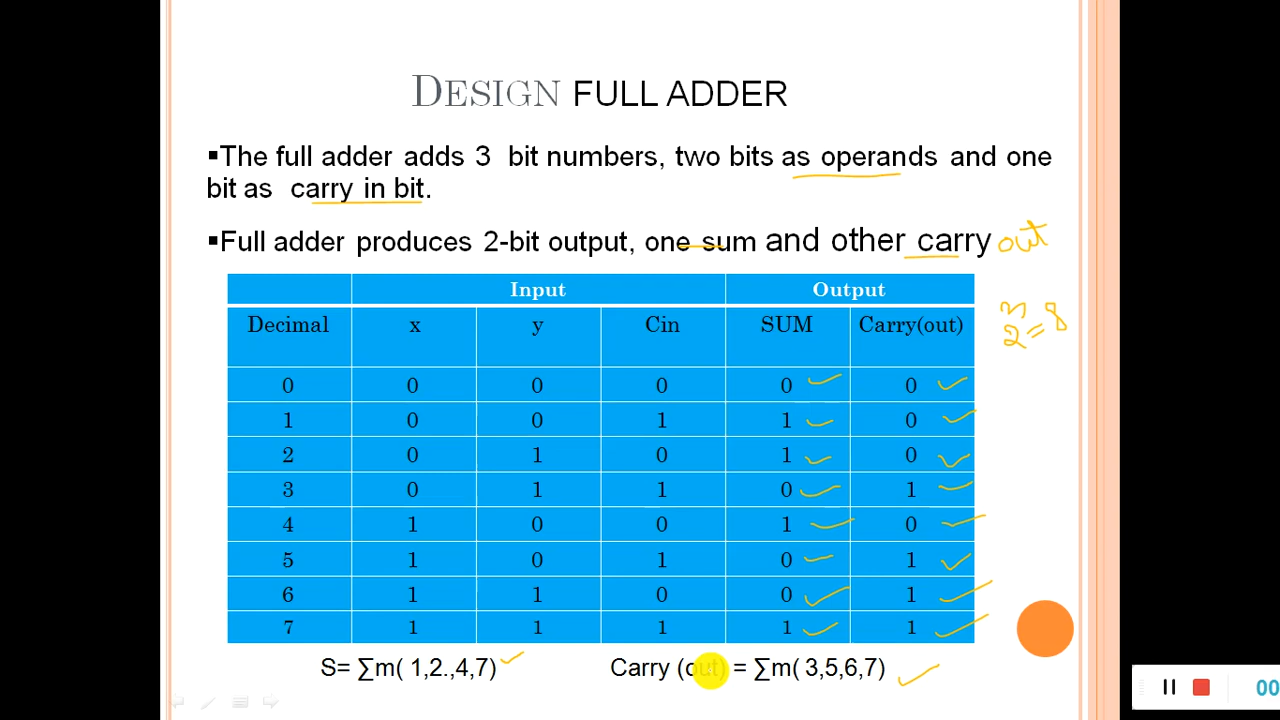 DESIGN FULL ADDER
▪The full adder adds 3 bit numbers, two bits as operands and one
bit as carry in bit.
▪Full adder produces 2-bit output, one sum and other carry out
Input Output
Decimal x y Cin SUM Carry(out)
0 0 0 0 0 0
1 0 0 1 1 0
2 0 1 0 1 0
3 0 1 1 0 1
4 1 0 0 1 0
5 1 0 1 0 1
6 1 1 0 0 1
7 1 1 1 1 1
3
2=8
S= ∑m( 1,2.,4,7) Carry (out) = ∑m( 3,5,6,7)
00